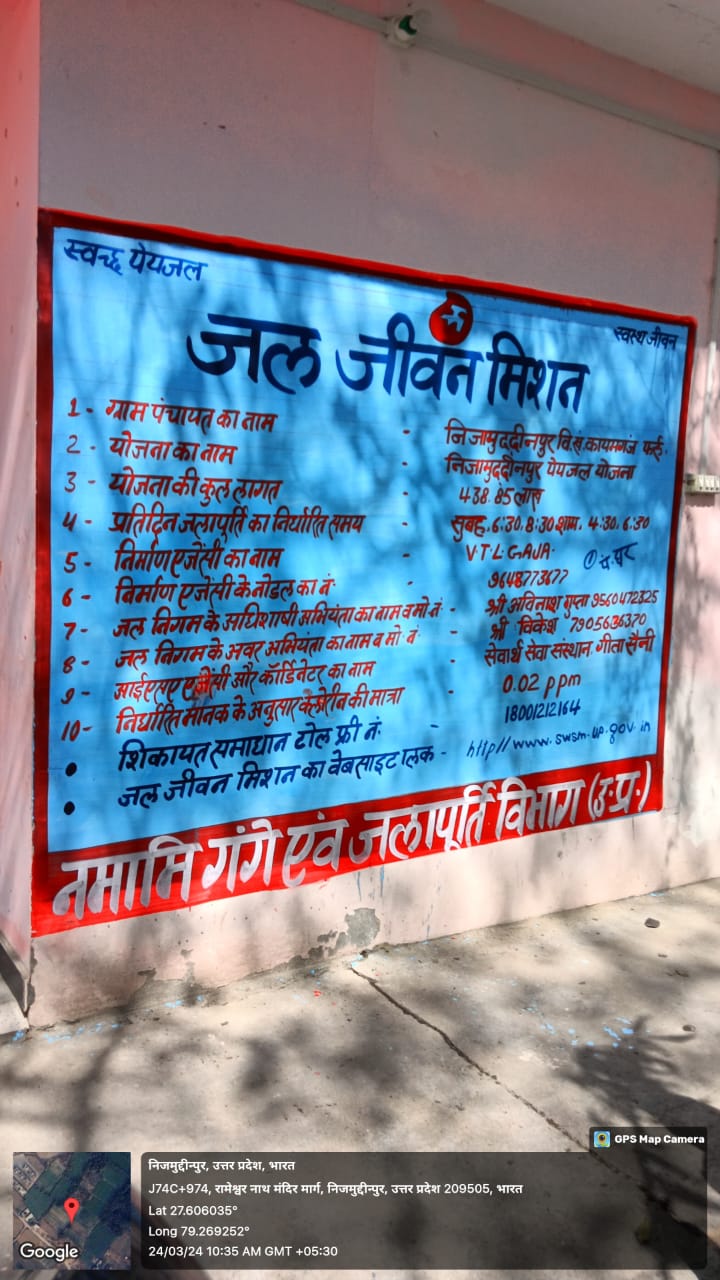 स्वच्छ पेयजल
स्वस्थ जीवन
जल जीवन मिशन
1- ग्राम पंचायत का नाम - निजामुददीनपुर वि.खं.कायमगंज फर्रु.
2- योजना का नाम - निजामुददीनपुर पेयजल योजना
3- योजना की कुल लागत - 438.85 लाख
4- प्रतिदिन जलापूर्ति का निर्धारित समय - सुबह. 6:30. 8:30 शाम. 4:30. 6:30
5- निर्माण एजेंसी का नाम - V.T.L. GAJA.
6- निर्माण एजेंसी के नोडल का नं - 9648773677
7- जल निगम के अधिशाषी अभियंता का नाम व मो. नं - श्री अविनाश गुप्ता 9560472325
8- जल निगम के अवर अभियंता का नाम व मो नं - श्री विकेश 7905636370
9- आईएसए एजेंसी और कॉर्डिनेटर का नाम - सेवार्थ सेवा संस्थान. गीता सैनी
10- निर्धारित मानक के अनुसार क्लोरीन की मात्रा - 0.02 ppm
• शिकायत समाधान टोल फ्री नं: - 18001212164
• जल जीवन मिशन का वेबसाइट लिंक - http//www.swsm.up.gov.in
नमामि गंगे एंव जलापूर्ति विभाग (उ·प्र·)
GPS Map Camera
निजमुद्दीन्पुर, उत्तर प्रदेश, भारत
J74C+974, रामेश्वर नाथ मंदिर मार्ग, निजमुद्दीन्पुर, उत्तर प्रदेश 209505, भारत
Lat 27.606035°
Long 79.269252°
24/03/24 10:35 AM GMT +05:30
Google